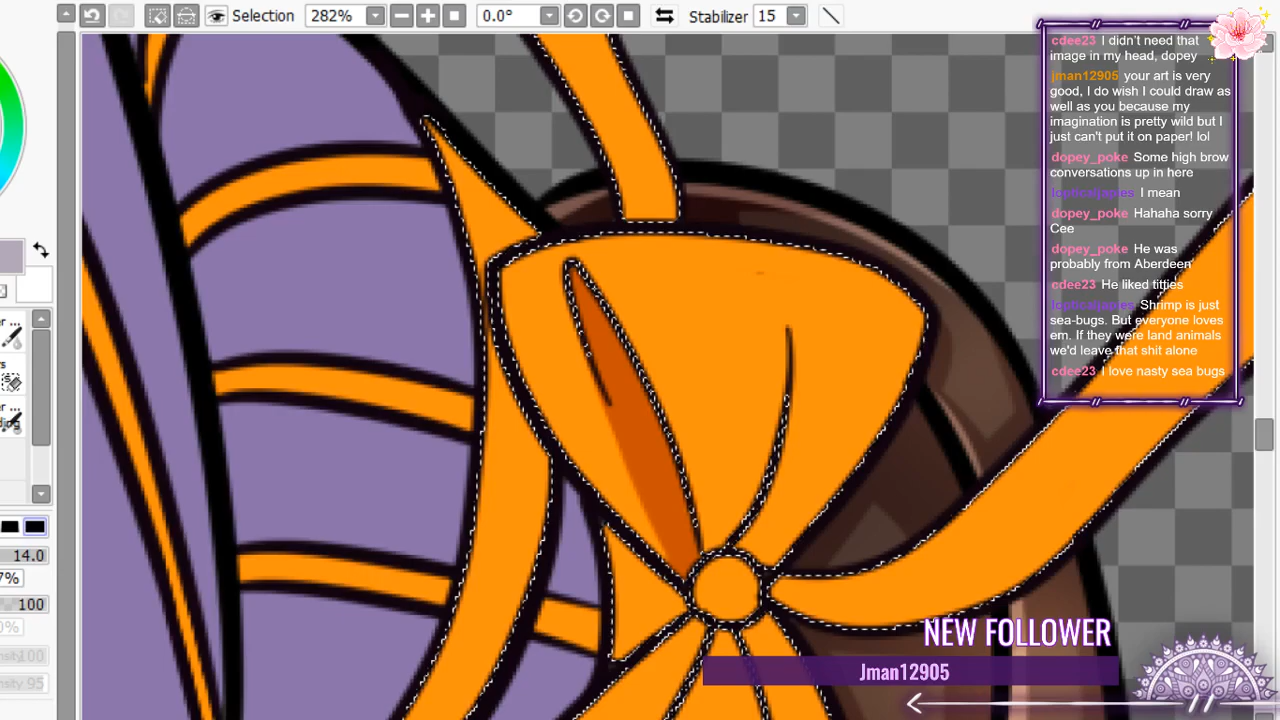 Selection
282%
0.0°
Stabilizer
15
cdee23 I didn't need that
image in my head, dopey
jman12905 your art is very
good, I do wish I could draw as
well as you because my
imagination is pretty wild but I
just can't put it on paper! lol
dopey_poke Some high brow
conversations up in here
I mean
dopey_poke Hahaha sorry
Cee
dopey_poke He was
probably from Aberdeen
cdee23 He liked titties
Shrimp is just
sea-bugs. But everyone loves
em. If they were land animals
we'd leave that shit alone
cdee23 I love nasty sea bugs
14.0
100
100
95
NEW FOLLOWER
Jman12905